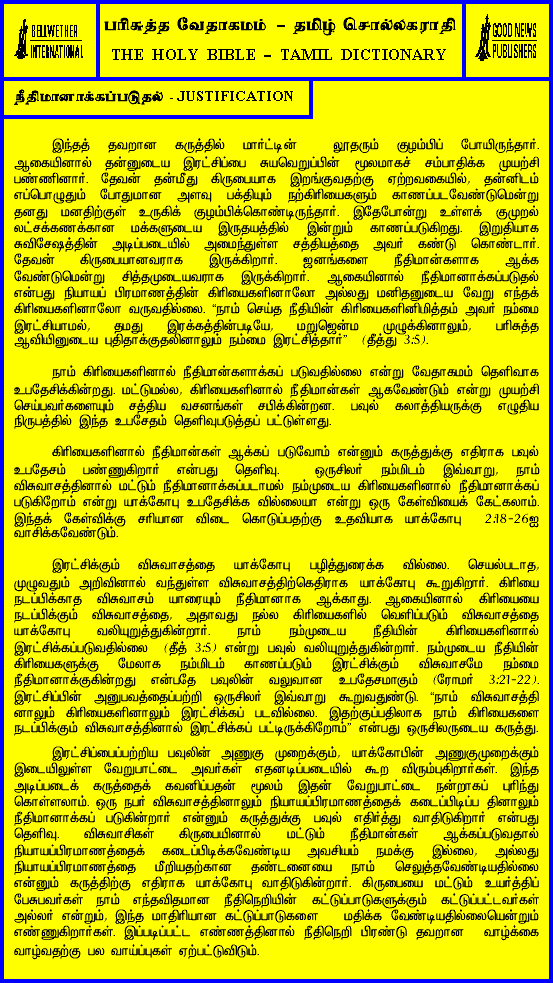 BELLWETHER
INTERNATIONAL
பரிசுத்த வேதாகமம் – தமிழ் சொல்லகராதி
THE HOLY BIBLE – TAMIL DICTIONARY
GOOD NEWS
PUBLISHERS
நீதிமானாக்கப்படுதல் - JUSTIFICATION
இந்தத் தவறான கருத்தில் மார்ட்டின் லூதரும் குழம்பிப் போயிருந்தார்.
ஆகையினால் தன்னுடைய இரட்சிப்பை சுயவெறுப்பின் மூலமாகச் சம்பாதிக்க முயற்சி
பண்ணினார். தேவன் தன்மீது கிருபையாக இறங்குவதற்கு ஏற்றவகையில், தன்னிடம்
எப்பொழுதும் போதுமான அளவு பக்தியும் நற்கிரியைகளும் காணப்படவேண்டுமென்று
தனது மனதிற்குள் உருகிக் குழம்பிக்கொண்டிருந்தார். இதேபோன்று உள்ளக் குமுறல்
லட்சக்கணக்கான மக்களுடைய இருதயத்தில் இன்றும் காணப்படுகிறது. இறுதியாக
சுவிசேஷத்தின் அடிப்படையில் அமைந்துள்ள சத்தியத்தை அவர் கண்டு கொண்டார்.
தேவன் கிருபையானவராக இருக்கிறார். ஜனங்களை நீதிமான்களாக ஆக்க
வேண்டுமென்று சித்தமுடையவராக இருக்கிறார். ஆகையினால் நீதிமானாக்கப்படுதல்
என்பது நியாயப் பிரமாணத்தின் கிரியைகளினாலோ அல்லது மனிதனுடைய வேறு எந்தக்
கிரியைகளினாலோ வருவதில்லை. “நாம் செய்த நீதியின் கிரியைகளினிமித்தம் அவர் நம்மை
இரட்சியாமல், தமது இரக்கத்தின்படியே, மறுஜென்ம முழுக்கினாலும், பரிசுத்த
ஆவியினுடைய புதிதாக்குதலினாலும் நம்மை இரட்சித்தார்” (தீத்து 3:5).
நாம் கிரியைகளினால் நீதிமான்களாக்கப் படுவதில்லை என்று வேதாகமம் தெளிவாக
உபதேசிக்கின்றது. மட்டுமல்ல, கிரியைகளினால் நீதிமான்கள் ஆகவேண்டும் என்று முயற்சி
செய்பவர்களையும் சத்திய வசனங்கள் சபிக்கின்றன. பவுல் கலாத்தியருக்கு எழுதிய
நிருபத்தில் இந்த உபசேதம் தெளிவுபடுத்தப் பட்டுள்ளது.
கிரியைகளினால் நீதிமான்கள் ஆக்கப் படுவோம் என்னும் கருத்துக்கு எதிராக பவுல்
உபதேசம் பண்ணுகிறார் என்பது தெளிவு. ஒருசிலர் நம்மிடம் இவ்வாறு, நாம்
விசுவாசத்தினால் மட்டும் நீதிமானாக்கப்படாமல் நம்முடைய கிரியைகளினால் நீதிமானாக்கப்
படுகிறோம் என்று யாக்கோபு உபதேசிக்க வில்லையா என்று ஒரு கேள்வியைக் கேட்கலாம்.
இந்தக் கேள்விக்கு சரியான விடை கொடுப்பதற்கு உதவியாக யாக்கோபு 2:18-26ஐ
வாசிக்கவேண்டும்.
இரட்சிக்கும் விசுவாசத்தை யாக்கோபு பழித்துரைக்க வில்லை. செயல்படாத,
முழுவதும் அறிவினால் வந்துள்ள விசுவாசத்திற்கெதிராக யாக்கோபு கூறுகிறார். கிரியை
நடப்பிக்காத விசுவாசம் யாரையும் நீதிமானாக ஆக்காது. ஆகையினால் கிரியையை
நடப்பிக்கும் விசுவாசத்தை, அதாவது நல்ல கிரியைகளில் வெளிப்படும் விசுவாசத்தை
யாக்கோபு வலியுறுத்துகின்றார். நாம் நம்முடைய நீதியின் கிரியைகளினால்
இரட்சிக்கப்படுவதில்லை (தீத் 3:5) என்று பவுல் வலியுறுத்துகின்றார். நம்முடைய நீதியின்
கிரியைகளுக்கு மேலாக நம்மிடம் காணப்படும் இரட்சிக்கும் விசுவாசமே நம்மை
நீதிமானாக்குகின்றது என்பதே பவுலின் வலுவான உபதேசமாகும் (ரோமர் 3:21-22).
இரட்சிப்பின் அனுபவத்தைப்பற்றி ஒருசிலர் இவ்வாறு கூறுவதுண்டு. “நாம் விசுவாசத்தி
னாலும் கிரியைகளினாலும் இரட்சிக்கப் படவில்லை. இதற்குப்பதிலாக நாம் கிரியைகளை
நடப்பிக்கும் விசுவாசத்தினால் இரட்சிக்கப் பட்டிருக்கிறோம்” என்பது ஒருசிலருடைய கருத்து.
இரட்சிப்பைப்பற்றிய பவுலின் அணுகு முறைக்கும், யாக்கோபின் அணுகுமுறைக்கும்
இடையிலுள்ள வேறுபாட்டை அவர்கள் எதனடிப்படையில் கூற விரும்புகிறார்கள். இந்த
அடிப்படைக் கருத்தைக் கவனிப்பதன் மூலம் இதன் வேறுபாட்டை நன்றாகப் புரிந்து
கொள்ளலாம். ஒரு நபர் விசுவாசத்தினாலும் நியாயப்பிரமாணத்தைக் கடைப்பிடிப்ப தினாலும்
நீதிமானாக்கப் படுகின்றார் என்னும் கருத்துக்கு பவுல் எதிர்த்து வாதிடுகிறார் என்பது
தெளிவு. விசுவாசிகள் கிருபையினால் மட்டும் நீதிமான்கள் ஆக்கப்படுவதால்
நியாயப்பிரமாணத்தைக் கடைப்பிடிக்கவேண்டிய அவசியம் நமக்கு இல்லை, அல்லது
நியாயப்பிரமாணத்தை மீறியதற்கான தண்டனையை நாம் செலுத்தவேண்டியதில்லை
என்னும் கருத்திற்கு எதிராக யாக்கோபு வாதிடுகின்றார். கிருபையை மட்டும் உயர்த்திப்
பேசுபவர்கள் நாம் எந்தவிதமான நீதிநெறியின் கட்டுப்பாடுகளுக்கும் கட்டுப்பட்டவர்கள்
அல்லர் என்றும், இந்த மாதிரியான கட்டுப்பாடுகளை மதிக்க வேண்டியதில்லையென்றும்
எண்ணுகிறார்கள். இப்படிப்பட்ட எண்ணத்தினால் நீதிநெறி பிரண்டு தவறான வாழ்க்கை
வாழ்வதற்கு பல வாய்ப்புகள் ஏற்பட்டுவிடும்.